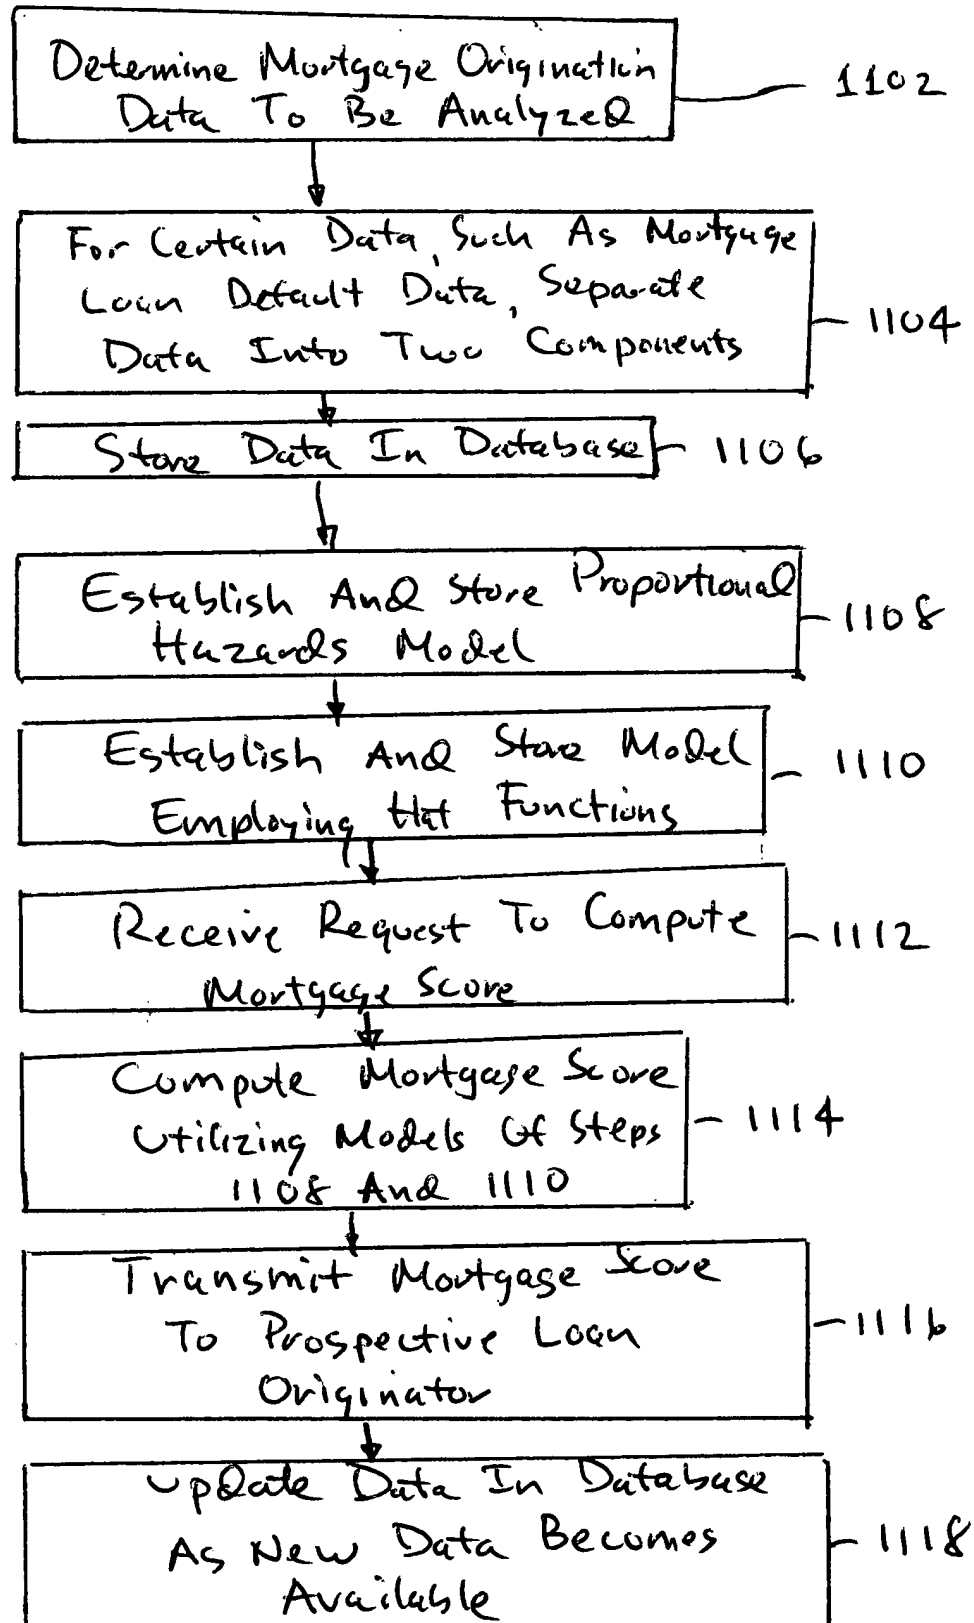 Determine Mortgage Origination
Data To Be Analyzed
1102
For Certain Data, Such As Mortgage
Loan Default Data, Separate
Data Into Two Components
1104
Store Data In Database
1106
Establish And Store Proportional
Hazards Model
1108
Establish And Store Model
Employing Hat Functions
1110
Receive Request To Compute
Mortgage Score
1112
Compute Mortgage Score
Utilizing Models Of Steps
1108 And 1110
1114
Transmit Mortgage Score
To Prospective Loan
Originator
1116
Update Data In Database
As New Data Becomes
Available
1118